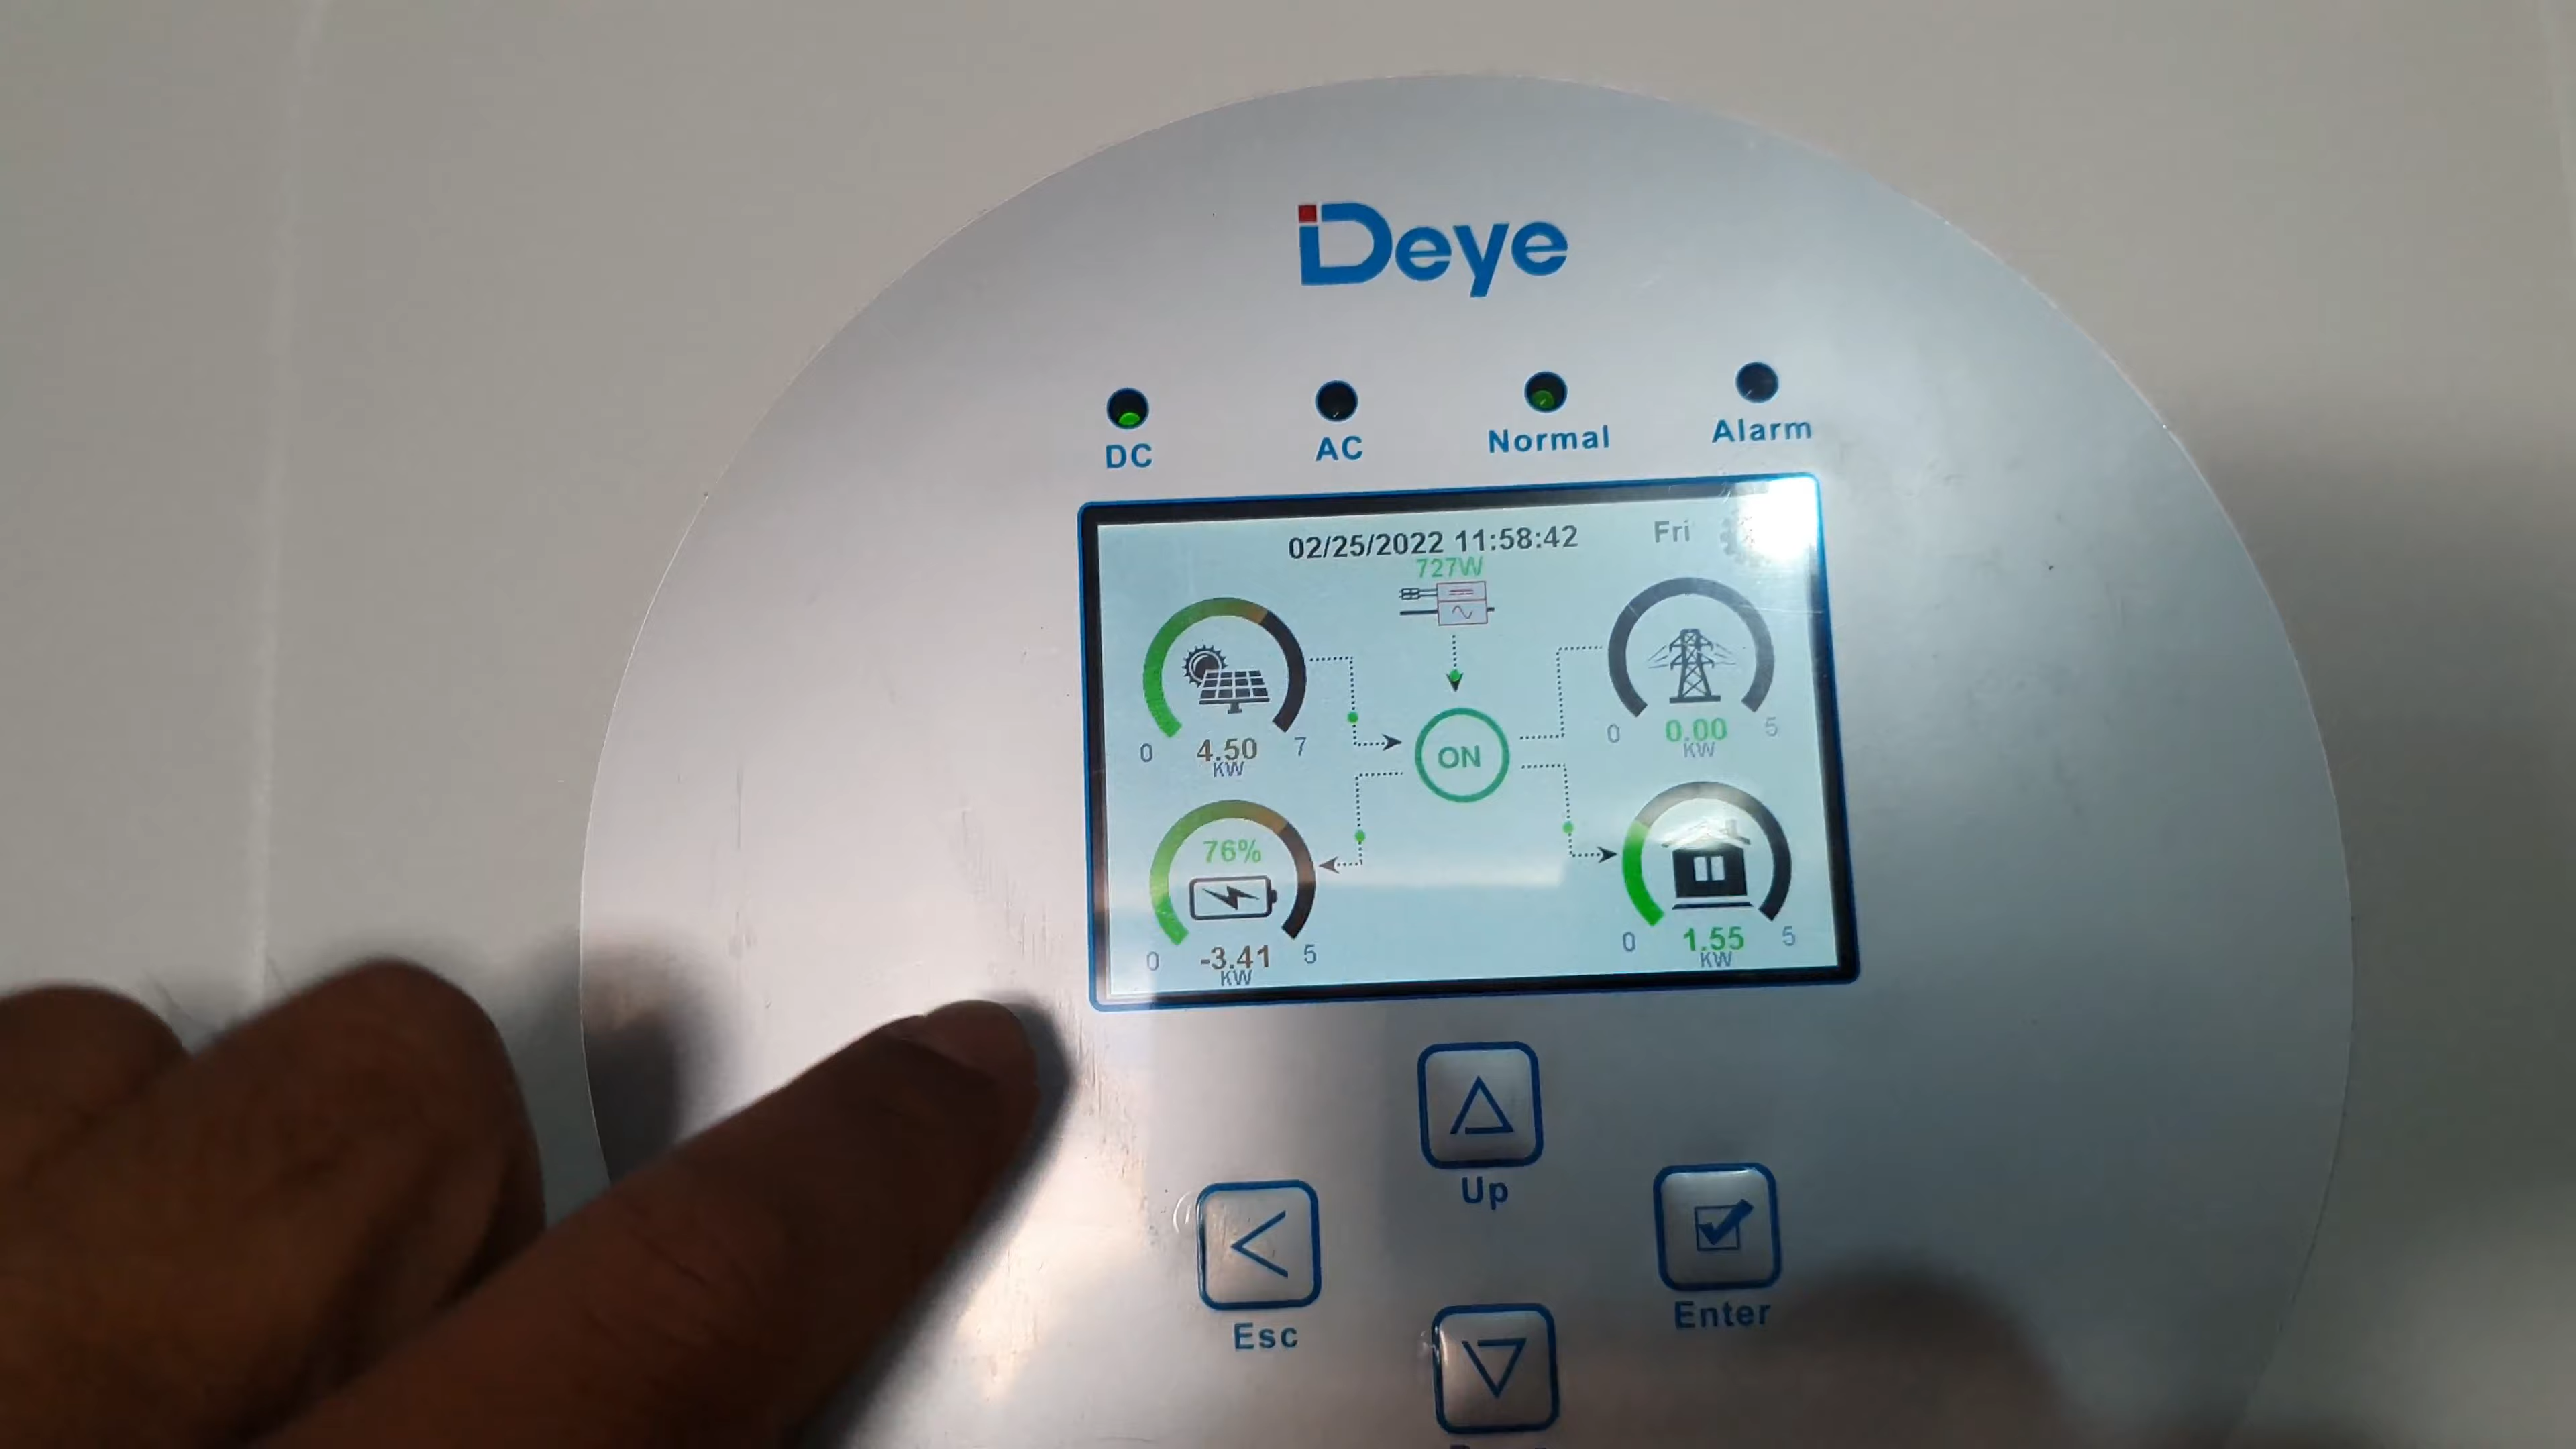 Deye
DC AC Normal Alarm
02/25/2022 11:58:42 Fri
727W
0 4.50 7
KW
ON
0 0.00 5
KW
76%
0 -3.41 5
KW
0 1.55 5
KW
Up
Esc
Enter